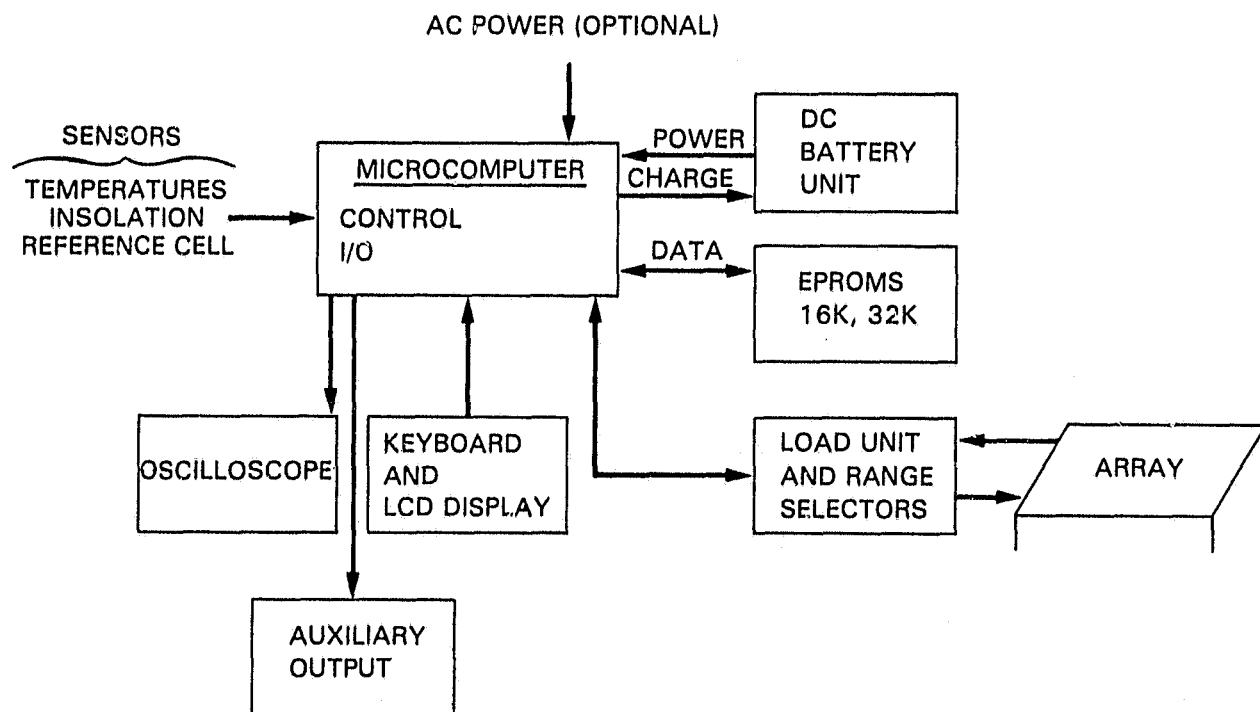 AC POWER (OPTIONAL)
SENSORS
TEMPERATURES
INSOLATION
REFERENCE CELL
MICROCOMPUTER
CONTROL
I/O
POWER
CHARGE
DC
BATTERY
UNIT
DATA
EPROMS
16K, 32K
OSCILLOSCOPE
KEYBOARD
AND
LCD DISPLAY
LOAD UNIT
AND RANGE
SELECTORS
ARRAY
AUXILIARY
OUTPUT